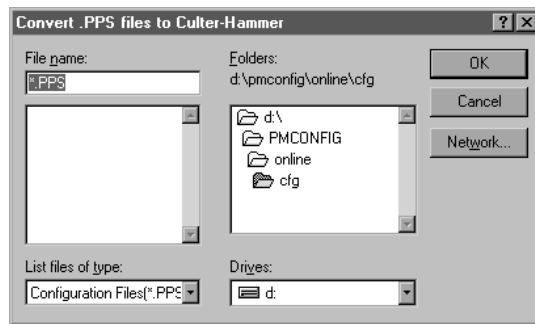 Convert .PPS files to Culter-Hammer
File name:
*.PPS
Folders:
d:\pmconfig\online\cfg
d:\
PMCONFIG
online
cfg
OK
Cancel
Network...
List files of type:
Configuration Files(*.PPS
Drives:
d: